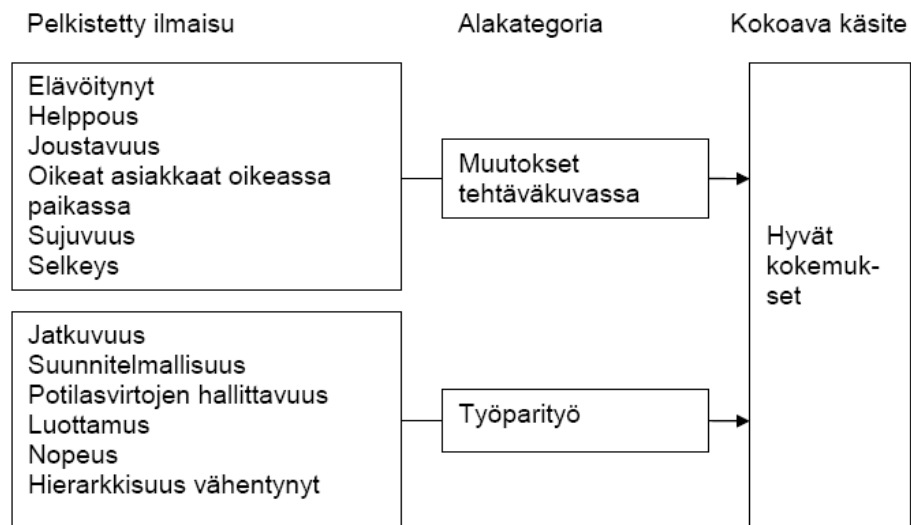 Pelkistetty ilmaisu
Alakategoria
Kokoava käsite
Elävöitynyt
Helppous
Joustavuus
Oikeat asiakkaat oikeassa
paikassa
Sujuvuus
Selkeys
Muutokset
tehtäväkuvassa
Jatkuvuus
Suunnitelmallisuus
Potilasvirtojen hallittavuus
Luottamus
Nopeus
Hierarkkisuus vähentynyt
Työparityö
Hyvät
kokemuk-
set